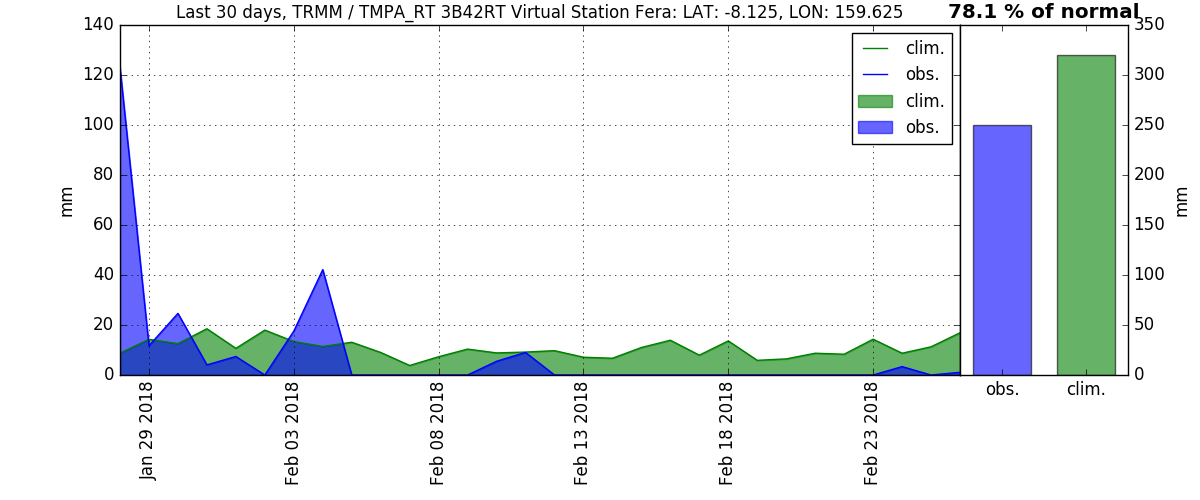 Last 30 days, TRMM / TMPA_RT 3B42RT Virtual Station Fera: LAT: -8.125, LON: 159.625
78.1 % of normal
140
120
100
80
60
40
20
0
mm
clim.
obs.
clim.
obs.
Jan 29 2018
Feb 03 2018
Feb 08 2018
Feb 13 2018
Feb 18 2018
Feb 23 2018
350
300
250
200
150
100
50
0
mm
obs.
clim.